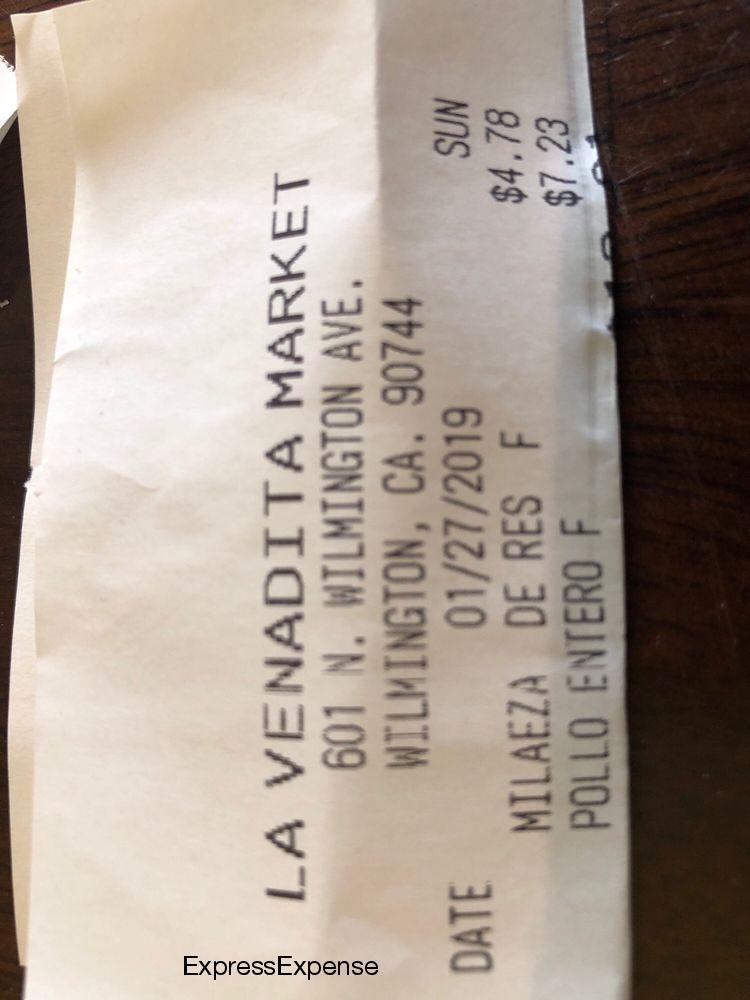 LA VENADITA MARKET
601 N. WILMINGTON AVE.
WILMINGTON, CA. 90744
DATE 01/27/2019 SUN
MILAEZA DE RES F $4.78
POLLO ENTERO F $7.23
ExpressExpense